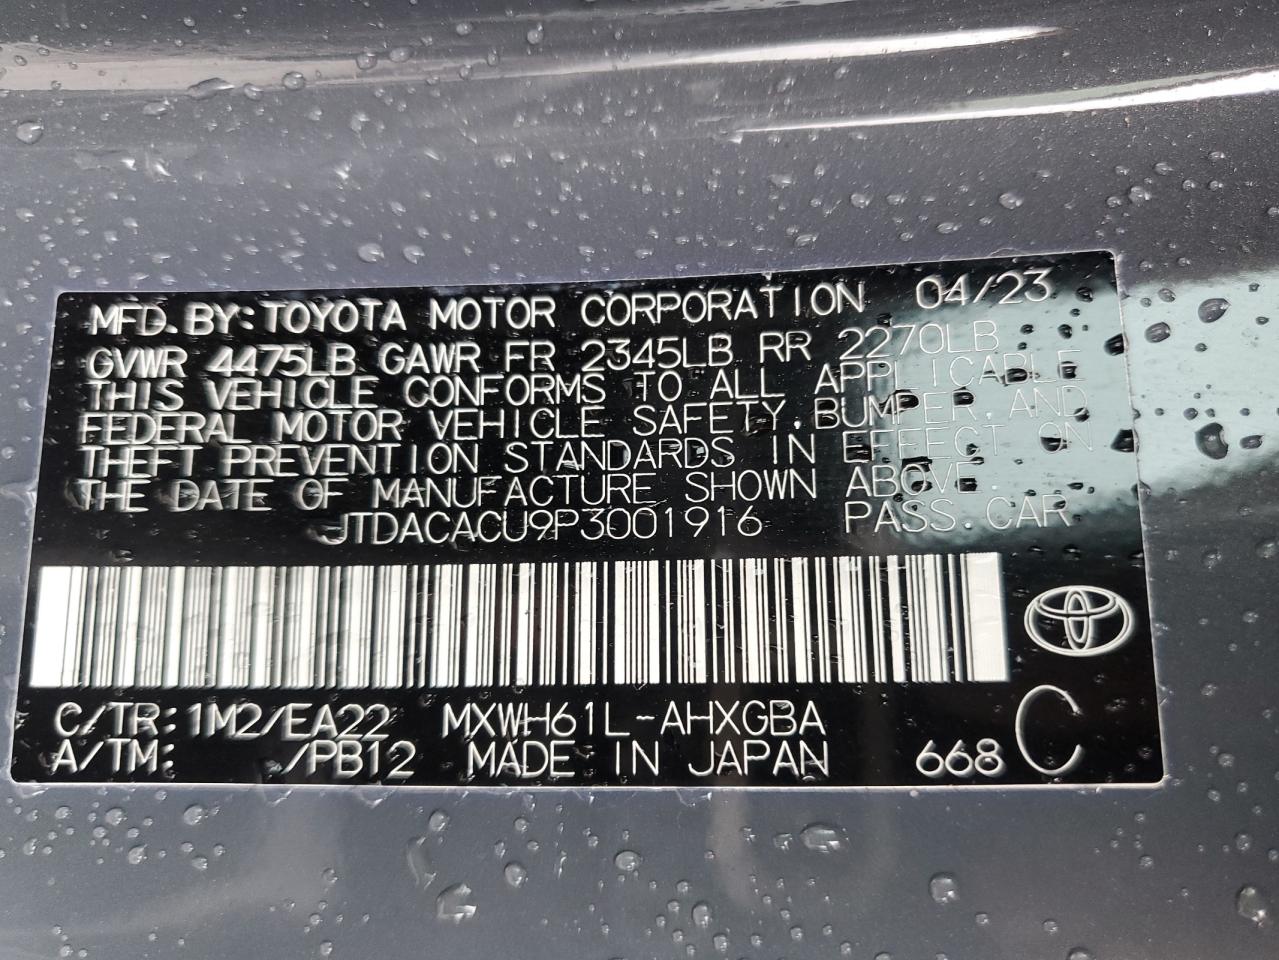 MFD. BY: TOYOTA MOTOR CORPORATION 04/23
GVWR 4475LB GAWR FR 2345LB RR 2270LB
THIS VEHICLE CONFORMS TO ALL APPLICABLE
FEDERAL MOTOR VEHICLE SAFETY, BUMPER, AND
THEFT PREVENTION STANDARDS IN EFFECT ON
THE DATE OF MANUFACTURE SHOWN ABOVE.
JTDACACU9P3001916 PASS. CAR
C/TR: 1M2/EA22 MXWH61L-AHXGBA
A/TM: /PB12 MADE IN JAPAN 668 C